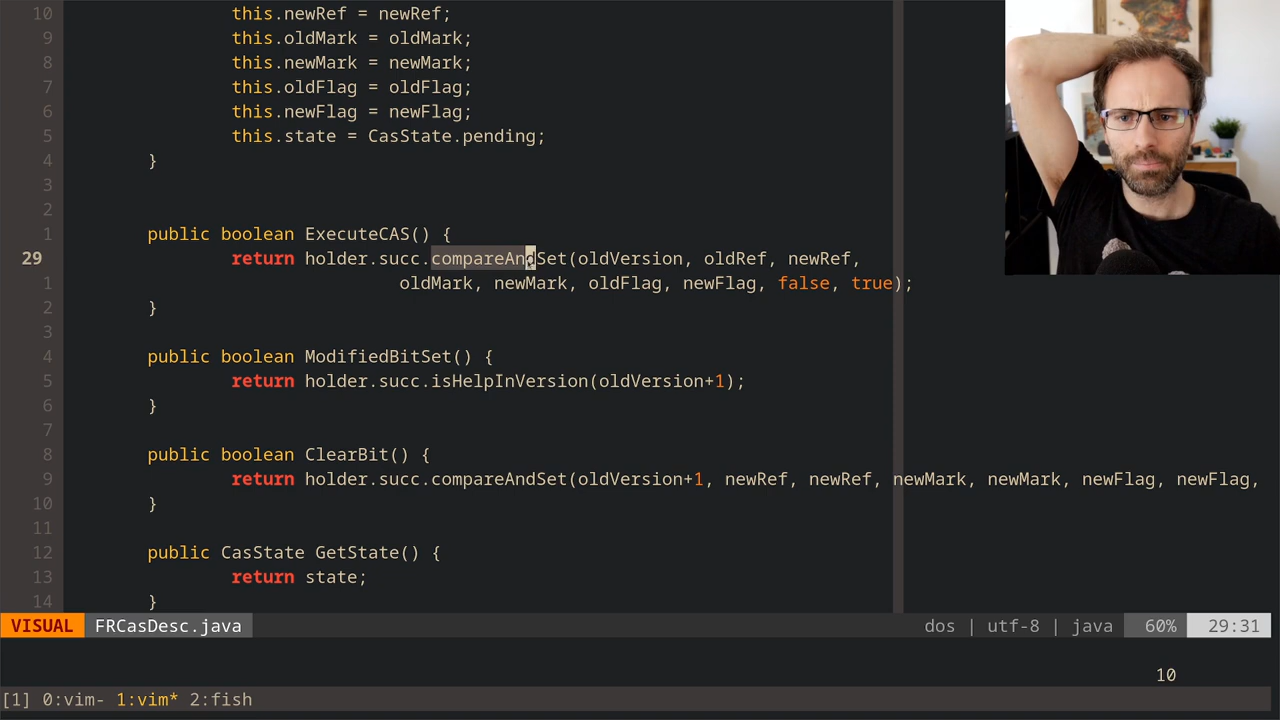 10 this.newRef = newRef;
9 this.oldMark = oldMark;
8 this.newMark = newMark;
7 this.oldFlag = oldFlag;
6 this.newFlag = newFlag;
5 this.state = CasState.pending;
4 }
3
2
1 public boolean ExecuteCAS() {
29 return holder.succ.compareAndSet(oldVersion, oldRef, newRef,
1 oldMark, newMark, oldFlag, newFlag, false, true);
2 }
3
4 public boolean ModifiedBitSet() {
5 return holder.succ.isHelpInVersion(oldVersion+1);
6 }
7
8 public boolean ClearBit() {
9 return holder.succ.compareAndSet(oldVersion+1, newRef, newRef, newMark, newMark, newFlag, newFlag,
10 }
11
12 public CasState GetState() {
13 return state;
14 }
VISUAL FRCasDesc.java dos | utf-8 | java 60% 29:31
10
[1] 0:vim- 1:vim* 2:fish